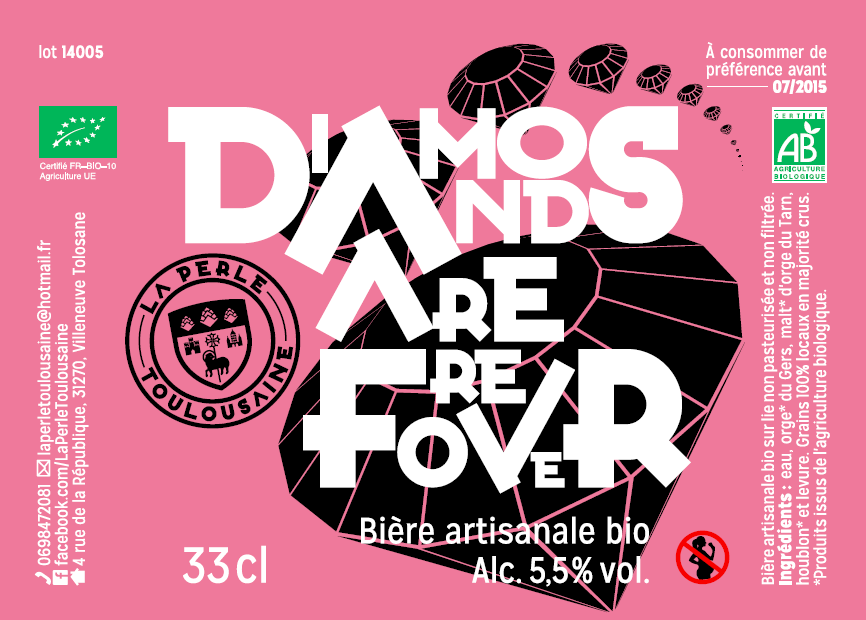 lot 14005
À consommer de
préférence avant
07/2015
Certifié FR-BIO-10
Agriculture UE
CERTIFIÉ
AB
AGRICULTURE
BIOLOGIQUE
DIAMONDS
ARE
FOREVER
LA PERLE
TOULOUSAINE
0698472081 laperletoulousaine@hotmail.fr
facebook.com/LaPerleToulousaine
4 rue de la République, 31270, Villeneuve Tolosane
33 cl
Bière artisanale bio
Alc. 5,5% vol.
Bière artisanale bio sur lie non pasteurisée et non filtrée.
Ingrédients : eau, orge* du Gers, malt* d'orge du Tarn,
houblon* et levure. Grains 100% locaux en majorité crus.
*Produits issus de l'agriculture biologique.